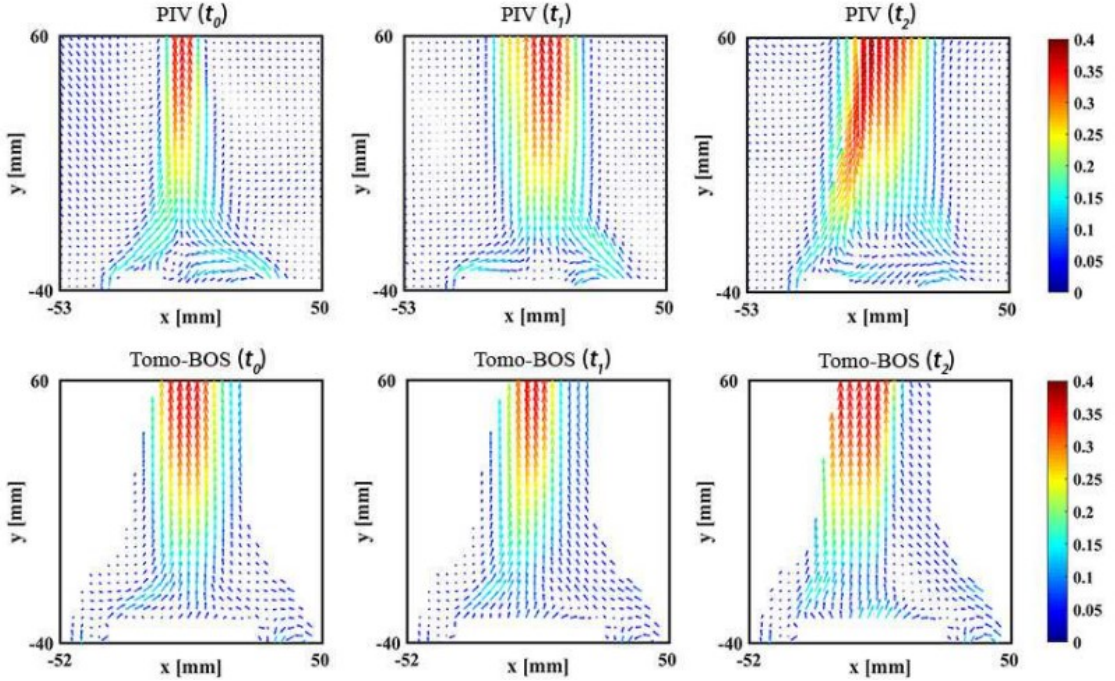 PIV (t0)
PIV (t1)
PIV (t2)
60
y [mm]
-40
-53
50
x [mm]
60
y [mm]
-40
-53
50
x [mm]
60
y [mm]
-40
-53
50
x [mm]
0.4
0.35
0.3
0.25
0.2
0.15
0.1
0.05
0
Tomo-BOS (t0)
Tomo-BOS (t1)
Tomo-BOS (t2)
60
y [mm]
-40
-52
50
x [mm]
60
y [mm]
-40
-52
50
x [mm]
60
y [mm]
-40
-52
50
x [mm]
0.4
0.35
0.3
0.25
0.2
0.15
0.1
0.05
0